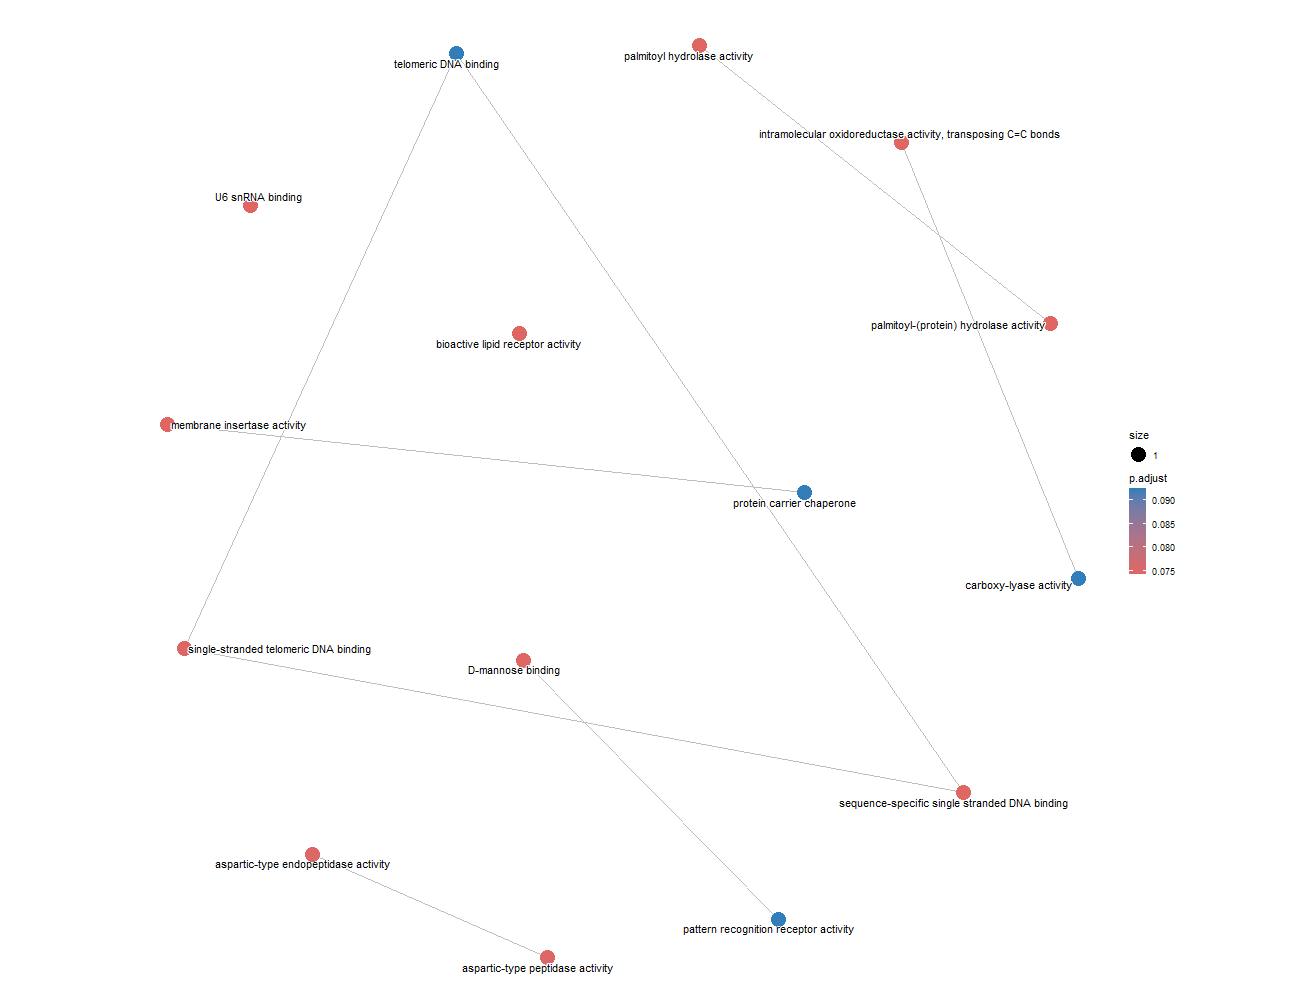 palmitoyl hydrolase activity
telomeric DNA binding
intramolecular oxidoreductase activity, transposing C=C bonds
U6 snRNA binding
palmitoyl-(protein) hydrolase activity
bioactive lipid receptor activity
membrane insertase activity
protein carrier chaperone
carboxy-lyase activity
single-stranded telomeric DNA binding
D-mannose binding
sequence-specific single stranded DNA binding
aspartic-type endopeptidase activity
pattern recognition receptor activity
aspartic-type peptidase activity
size
1
p.adjust
0.090
0.085
0.080
0.075